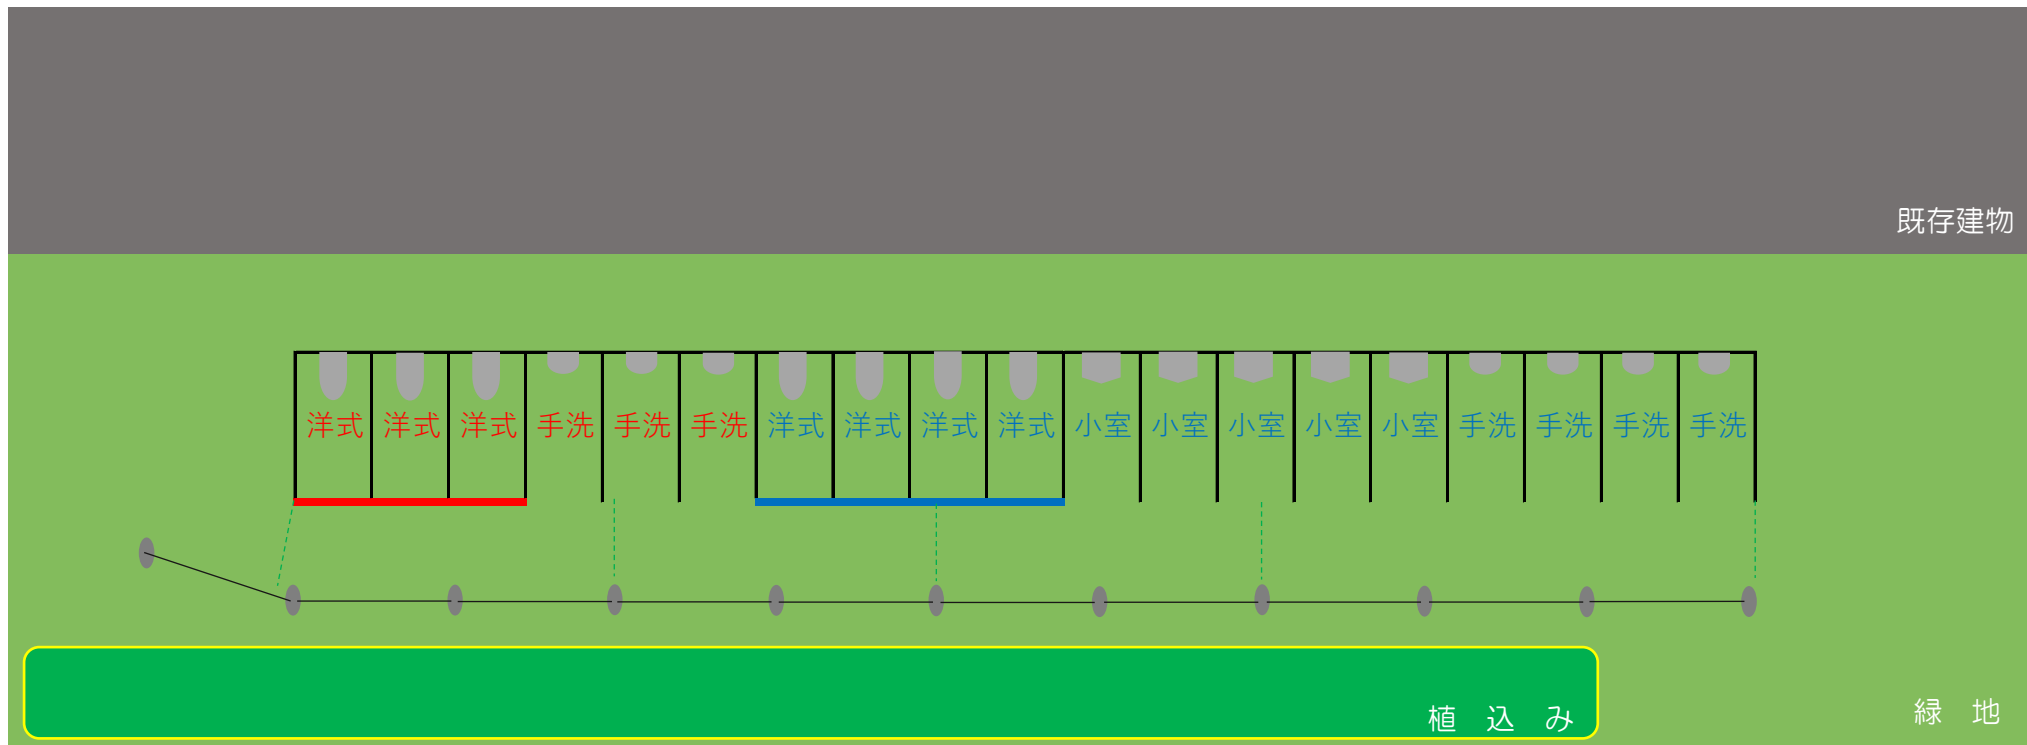 既存建物
洋式 洋式 洋式 手洗 手洗 手洗 洋式 洋式 洋式 洋式 小室 小室 小室 小室 小室 手洗 手洗 手洗 手洗
植 込 み
緑 地